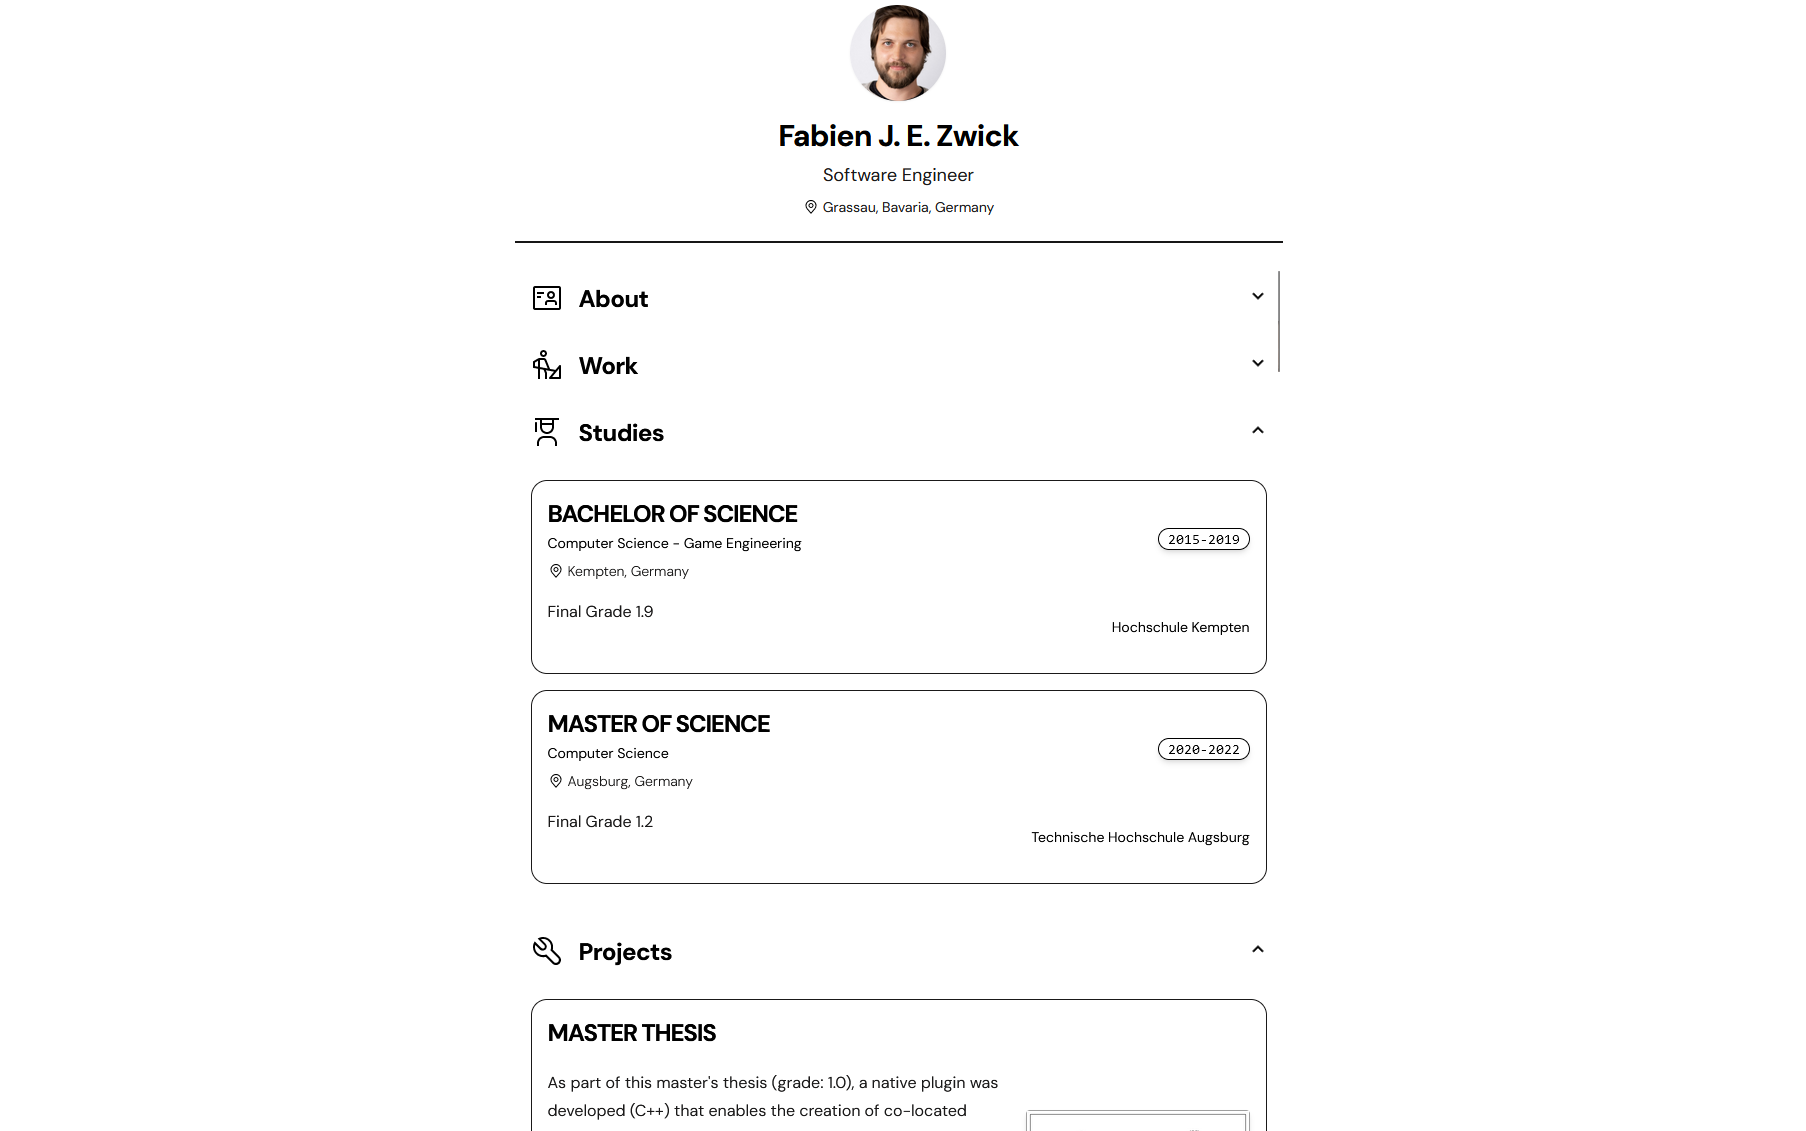 Fabien J. E. Zwick
Software Engineer
Grassau, Bavaria, Germany
About
Work
Studies
BACHELOR OF SCIENCE
Computer Science - Game Engineering
2015-2019
Kempten, Germany
Final Grade 1.9
Hochschule Kempten
MASTER OF SCIENCE
Computer Science
2020-2022
Augsburg, Germany
Final Grade 1.2
Technische Hochschule Augsburg
Projects
MASTER THESIS
As part of this master's thesis (grade: 1.0), a native plugin was
developed (C++) that enables the creation of co-located